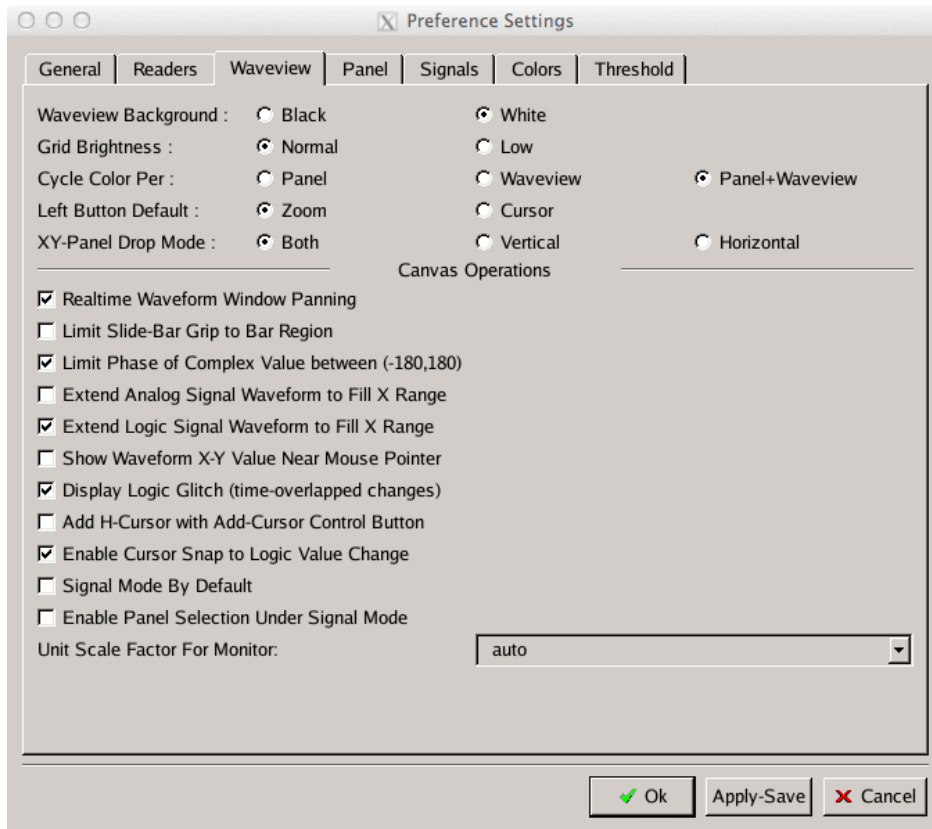 Preference Settings
General Readers Waveview Panel Signals Colors Threshold
Waveview Background : Black White
Grid Brightness : Normal Low
Cycle Color Per : Panel Waveview Panel+Waveview
Left Button Default : Zoom Cursor
XY-Panel Drop Mode : Both Vertical Horizontal
Canvas Operations
Realtime Waveform Window Panning
Limit Slide-Bar Grip to Bar Region
Limit Phase of Complex Value between (-180,180)
Extend Analog Signal Waveform to Fill X Range
Extend Logic Signal Waveform to Fill X Range
Show Waveform X-Y Value Near Mouse Pointer
Display Logic Glitch (time-overlapped changes)
Add H-Cursor with Add-Cursor Control Button
Enable Cursor Snap to Logic Value Change
Signal Mode By Default
Enable Panel Selection Under Signal Mode
Unit Scale Factor For Monitor: auto
Ok Apply-Save Cancel